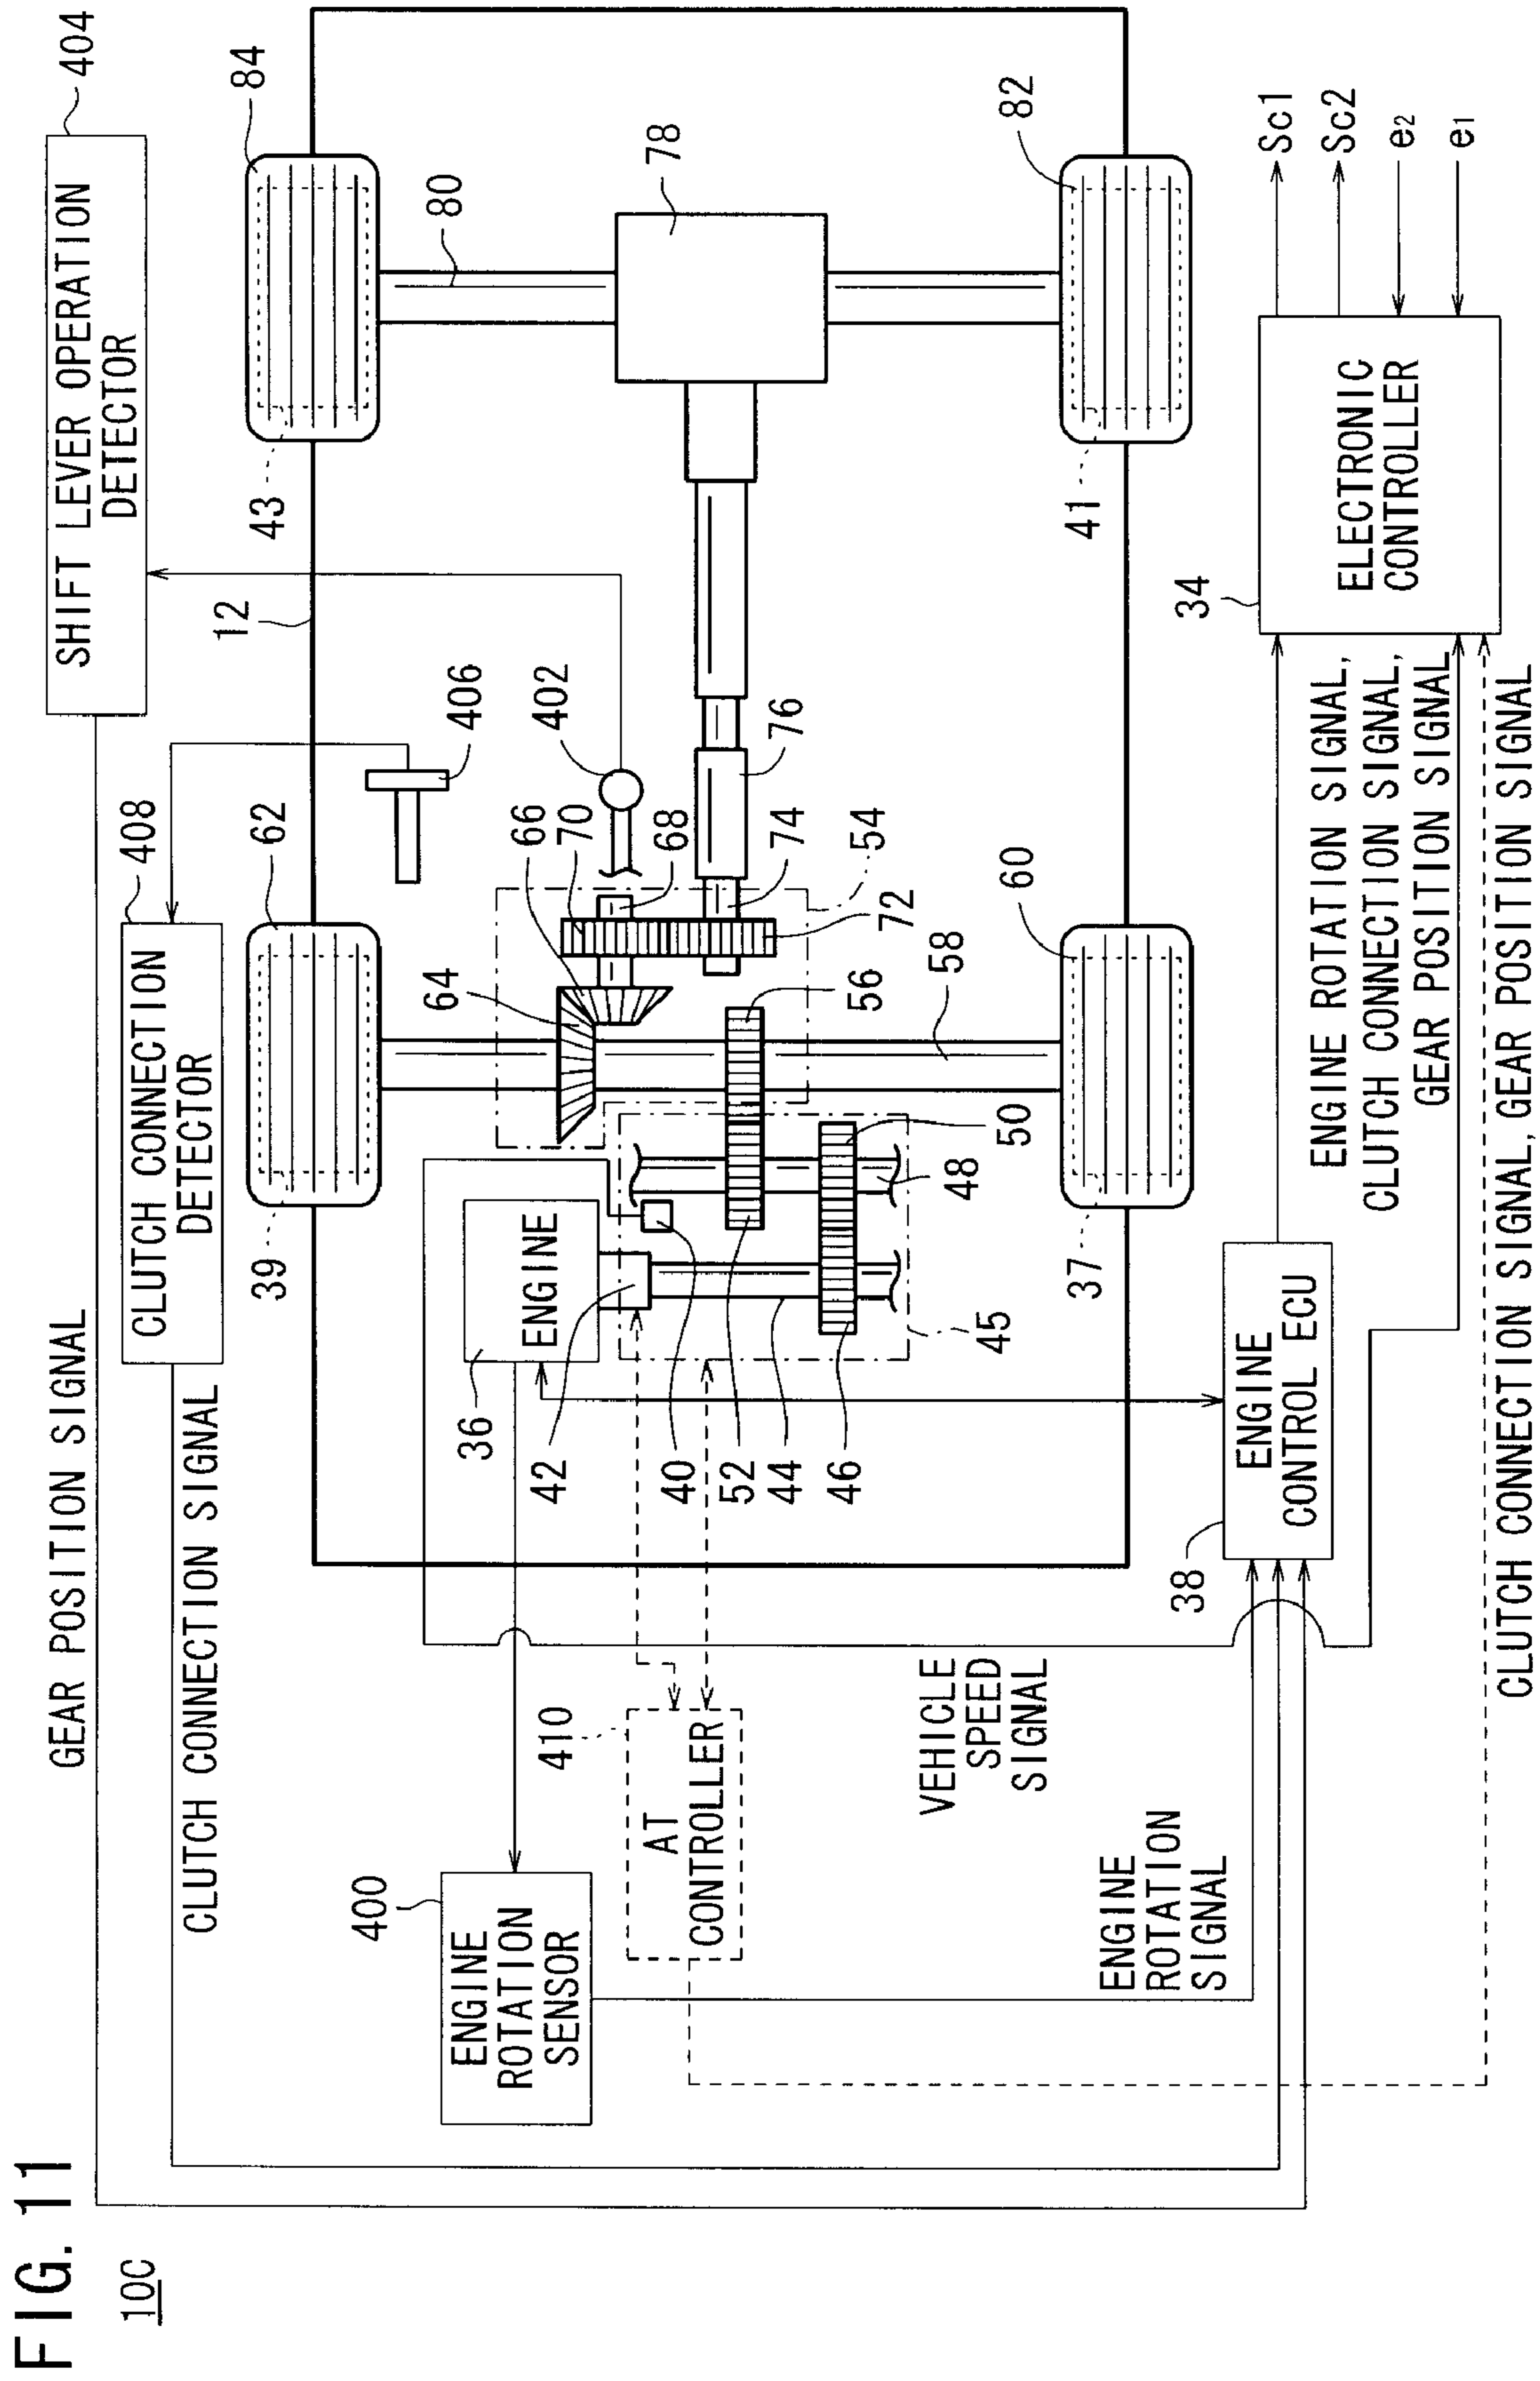 FIG. 11
10C
GEAR POSITION SIGNAL
CLUTCH CONNECTION SIGNAL
SHIFT LEVER OPERATION
DETECTOR
404
CLUTCH CONNECTION
DETECTOR
408
406
402
12
39
62
43
84
80
78
82
41
60
37
36
ENGINE
42
40
52
44
46
45
48
50
56
58
64
66
70
68
72
74
76
54
400
ENGINE
ROTATION
SENSOR
410
AT
CONTROLLER
VEHICLE
SPEED
SIGNAL
ENGINE
ROTATION
SIGNAL
38
ENGINE
CONTROL ECU
ENGINE ROTATION SIGNAL,
CLUTCH CONNECTION SIGNAL,
GEAR POSITION SIGNAL
CLUTCH CONNECTION SIGNAL, GEAR POSITION SIGNAL
34
ELECTRONIC
CONTROLLER
Sc1
Sc2
e2
e1